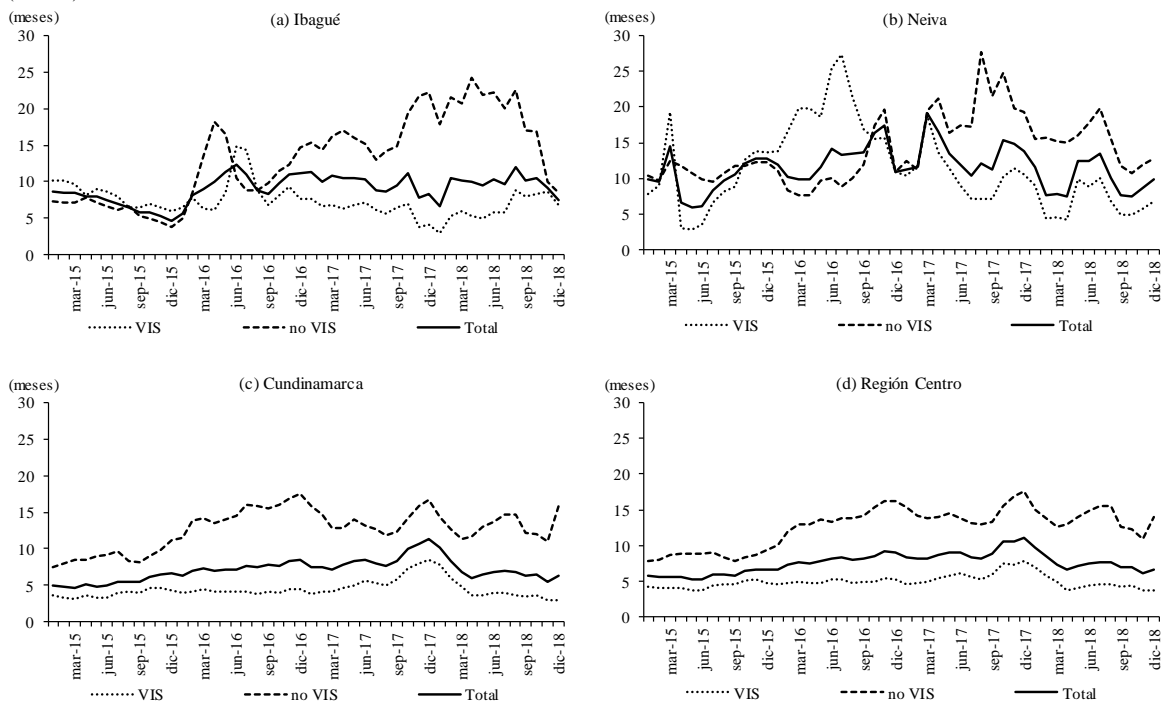 (meses)
(a) Ibagué
30
25
20
15
10
5
0
mar-15
jun-15
sep-15
dic-15
mar-16
jun-16
sep-16
dic-16
mar-17
jun-17
sep-17
dic-17
mar-18
jun-18
sep-18
dic-18
VIS
no VIS
Total
(b) Neiva
30
25
20
15
10
5
0
mar-15
jun-15
sep-15
dic-15
mar-16
jun-16
sep-16
dic-16
mar-17
jun-17
sep-17
dic-17
mar-18
jun-18
sep-18
dic-18
VIS
no VIS
Total
(meses)
(c) Cundinamarca
30
25
20
15
10
5
0
mar-15
jun-15
sep-15
dic-15
mar-16
jun-16
sep-16
dic-16
mar-17
jun-17
sep-17
dic-17
mar-18
jun-18
sep-18
dic-18
VIS
no VIS
Total
(meses)
(d) Región Centro
30
25
20
15
10
5
0
mar-15
jun-15
sep-15
dic-15
mar-16
jun-16
sep-16
dic-16
mar-17
jun-17
sep-17
dic-17
mar-18
jun-18
sep-18
dic-18
VIS
no VIS
Total